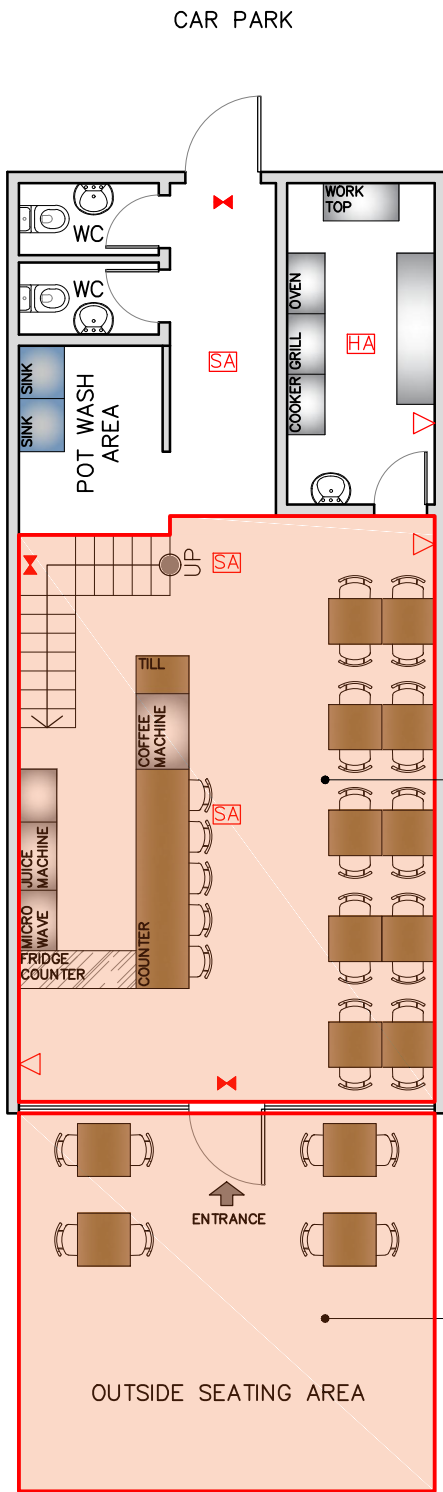 CAR PARK
WORK
TOP
WC
WC
OVEN
GRILL
COOKER
HA
SA
SINK
SINK
POT WASH
AREA
UP
SA
TILL
COFFEE
MACHINE
SA
JUICE
MACHINE
MICRO
WAVE
FRIDGE
COUNTER
COUNTER
ENTRANCE
OUTSIDE SEATING AREA